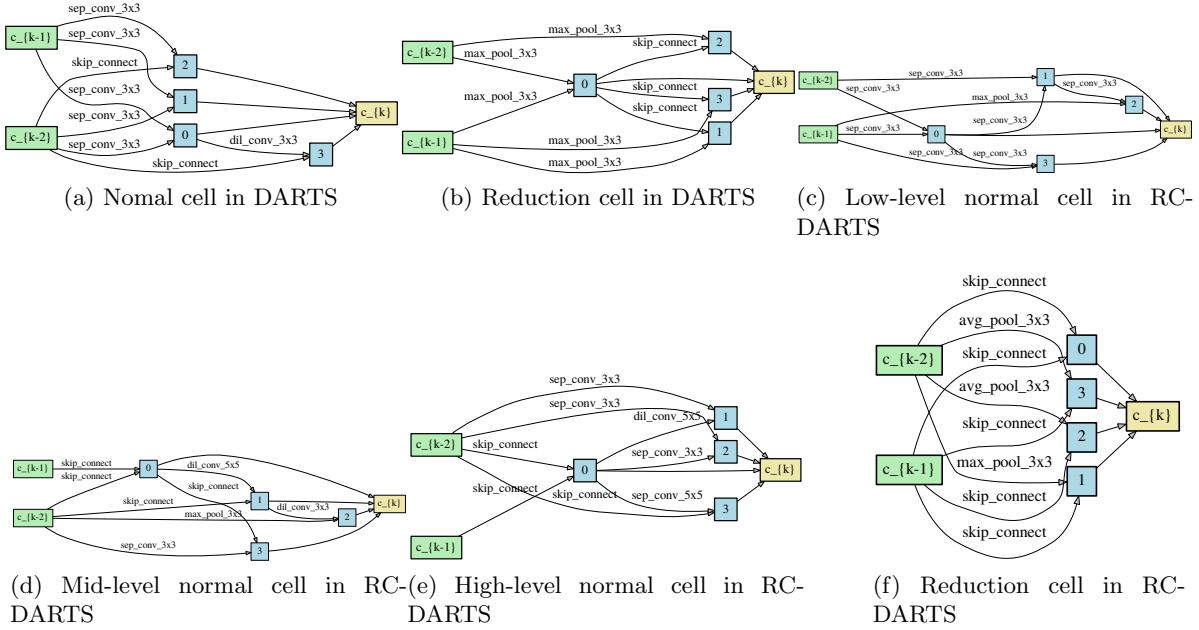 sep_conv_3x3
c_{k-1}
sep_conv_3x3
skip_connect
2
sep_conv_3x3
1
c_{k}
sep_conv_3x3
c_{k-2}
0
dil_conv_3x3
sep_conv_3x3
3
skip_connect
(a) Nomal cell in DARTS
max_pool_3x3
c_{k-2}
skip_connect
2
max_pool_3x3
0
skip_connect
c_{k}
max_pool_3x3
3
skip_connect
c_{k-1}
1
max_pool_3x3
max_pool_3x3
(b) Reduction cell in DARTS
c_{k-2}
sep_conv_3x3
1
sep_conv_3x3
sep_conv_3x3
max_pool_3x3
2
sep_conv_3x3
c_{k-1}
sep_conv_3x3
0
c_{k}
sep_conv_3x3
sep_conv_3x3
3
(c) Low-level normal cell in RC-
DARTS
c_{k-1}
skip_connect
0
dil_conv_5x5
skip_connect
skip_connect
skip_connect
1
c_{k}
c_{k-2}
dil_conv_3x3
max_pool_3x3
2
sep_conv_3x3
3
(d) Mid-level normal cell in RC-
DARTS
sep_conv_3x3
sep_conv_3x3
dil_conv_5x5
1
c_{k-2}
skip_connect
sep_conv_3x3
2
0
c_{k}
skip_connect
skip_connect
sep_conv_5x5
3
c_{k-1}
(e) High-level normal cell in RC-
DARTS
skip_connect
avg_pool_3x3
0
c_{k-2}
skip_connect
avg_pool_3x3
3
c_{k}
skip_connect
2
c_{k-1}
max_pool_3x3
1
skip_connect
skip_connect
(f) Reduction cell in RC-
DARTS